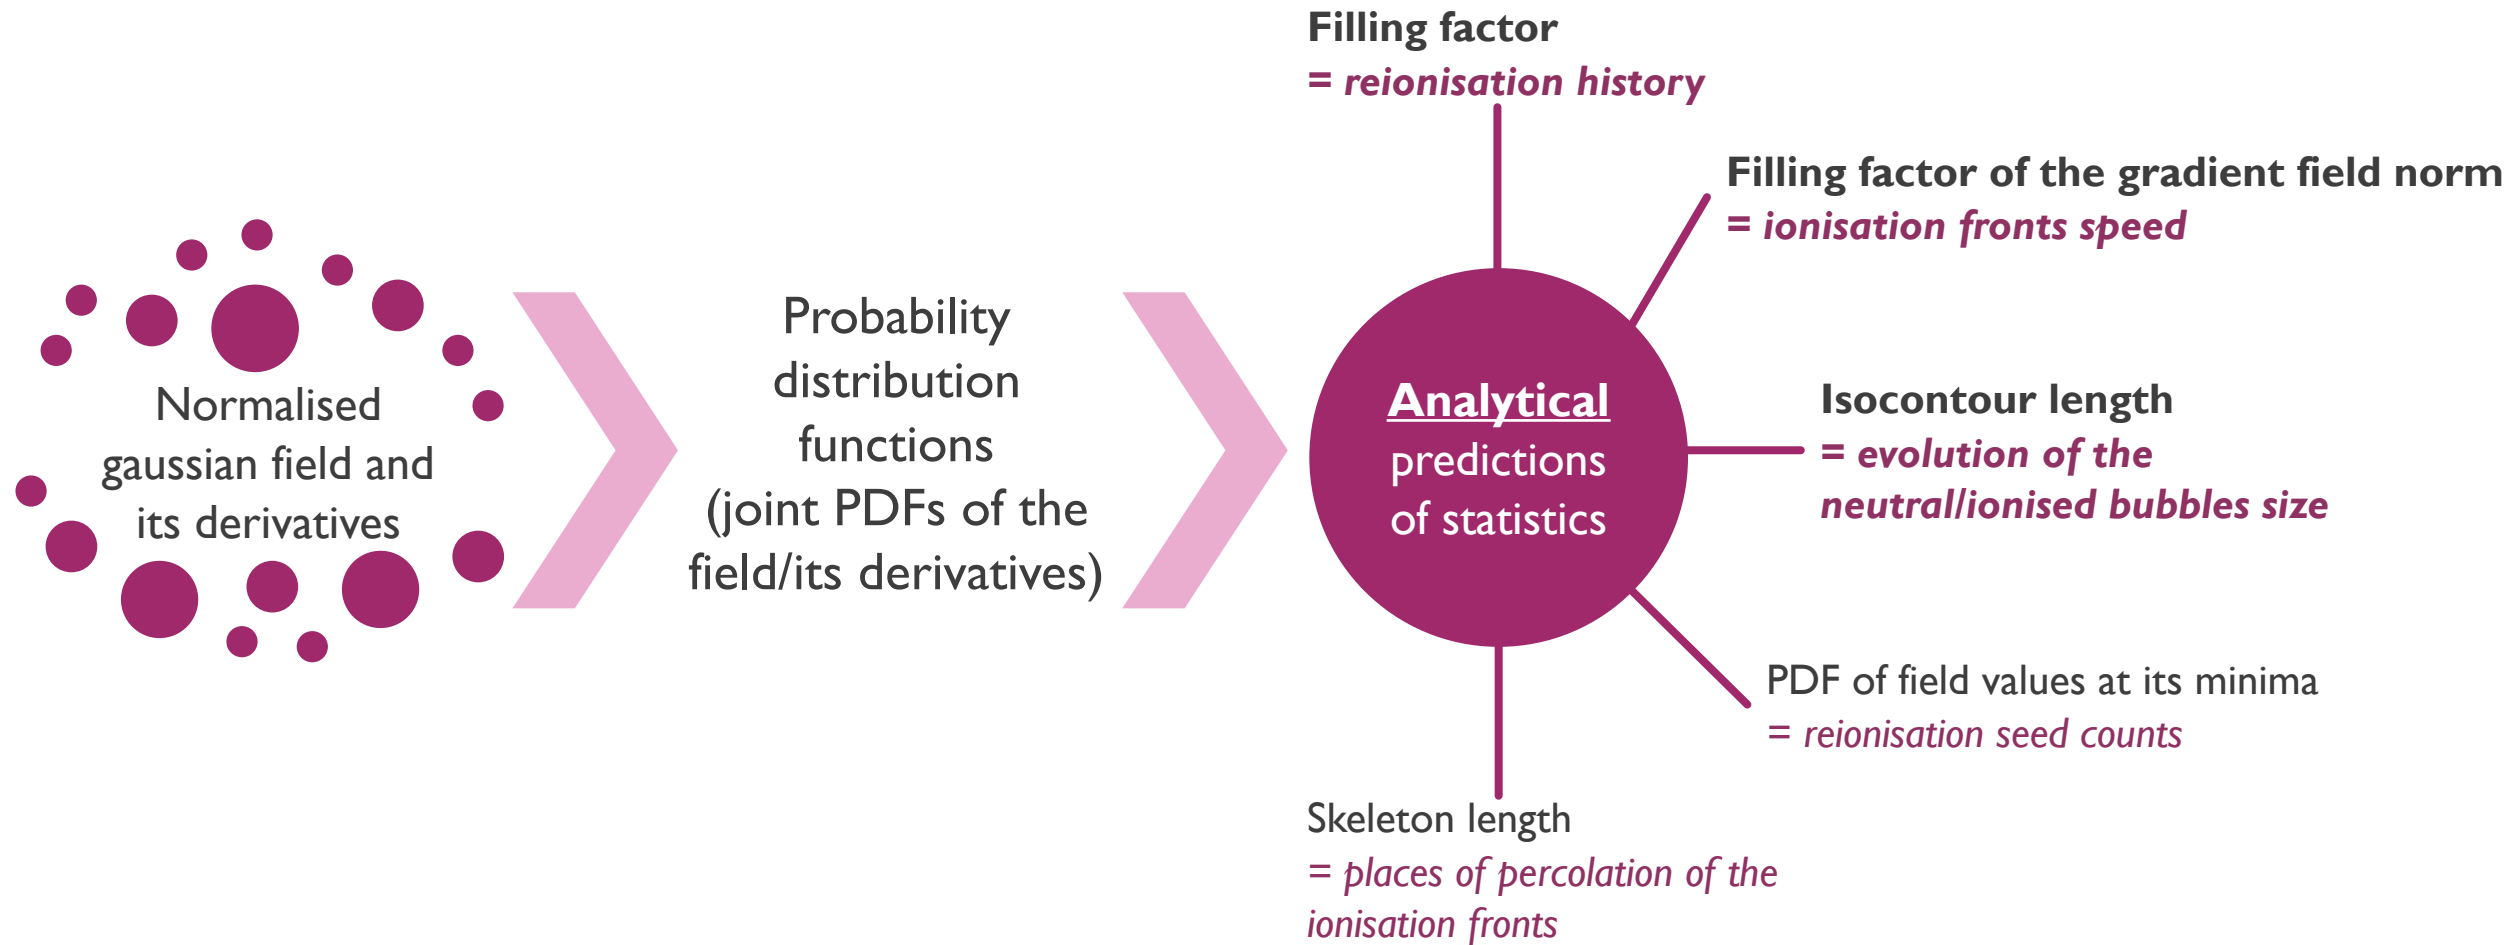 Normalised
gaussian field and
its derivatives
Probability
distribution
functions
(joint PDFs of the
field/its derivatives)
Analytical
predictions
of statistics
Filling factor
= reionisation history
Filling factor of the gradient field norm
= ionisation fronts speed
Isocontour length
= evolution of the
neutral/ionised bubbles size
PDF of field values at its minima
= reionisation seed counts
Skeleton length
= places of percolation of the
ionisation fronts